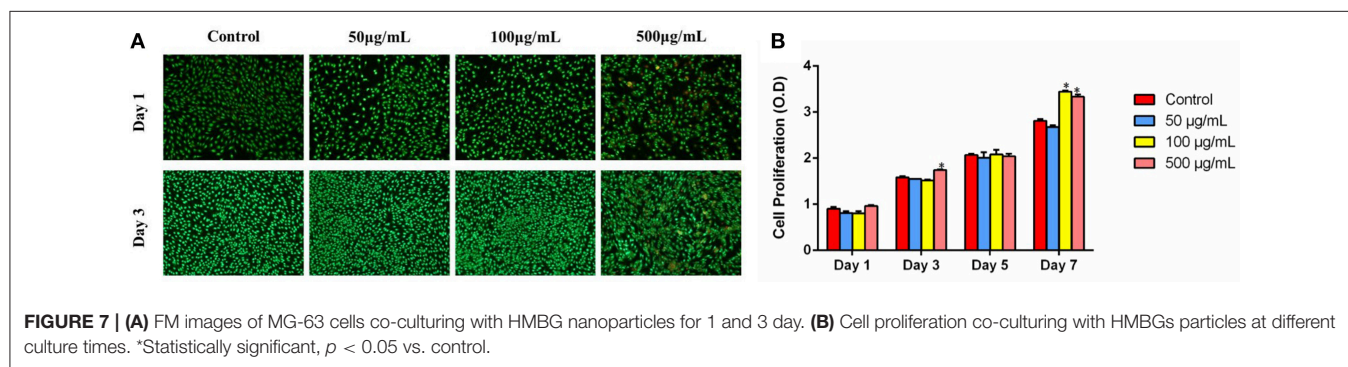 A
Control 50µg/mL 100µg/mL 500µg/mL
Day 1
Day 3
B
Cell Proliferation (O.D)
4
3
2
1
0
Day 1 Day 3 Day 5 Day 7
*
* *
Control
50 µg/mL
100 µg/mL
500 µg/mL
FIGURE 7 | (A) FM images of MG-63 cells co-culturing with HMBG nanoparticles for 1 and 3 day. (B) Cell proliferation co-culturing with HMBGs particles at different
culture times. *Statistically significant, p < 0.05 vs. control.